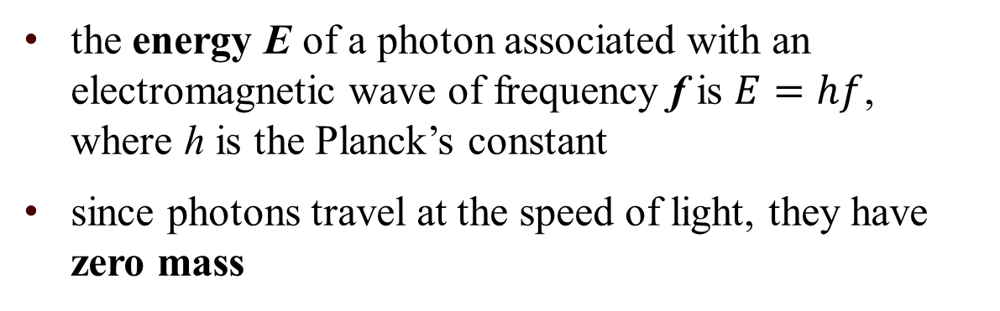 • the energy E of a photon associated with an
electromagnetic wave of frequency f is E = hf,
where h is the Planck’s constant
• since photons travel at the speed of light, they have
zero mass